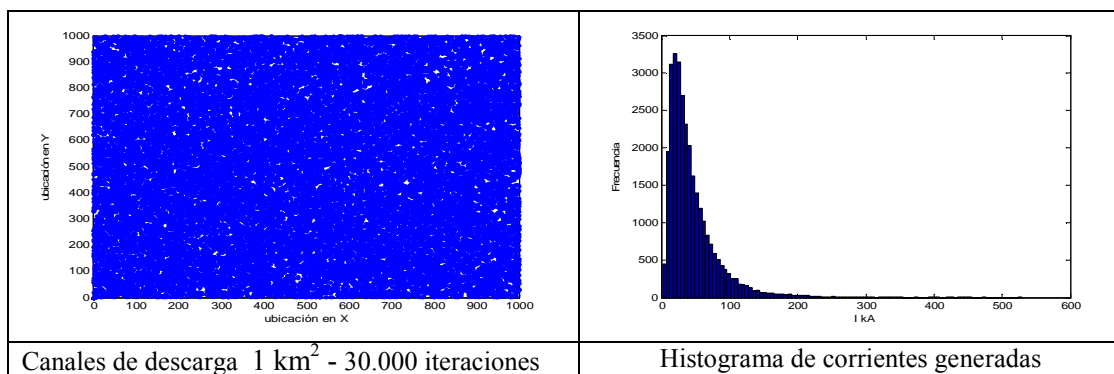 1000
900
800
700
600
500
400
300
200
100
0
ubicación en Y
0 100 200 300 400 500 600 700 800 900 1000
ubicación en X
3500
3000
2500
2000
1500
1000
500
0
Frecuencia
0 100 200 300 400 500 600
I kA
Canales de descarga 1 km² - 30.000 iteraciones
Histograma de corrientes generadas